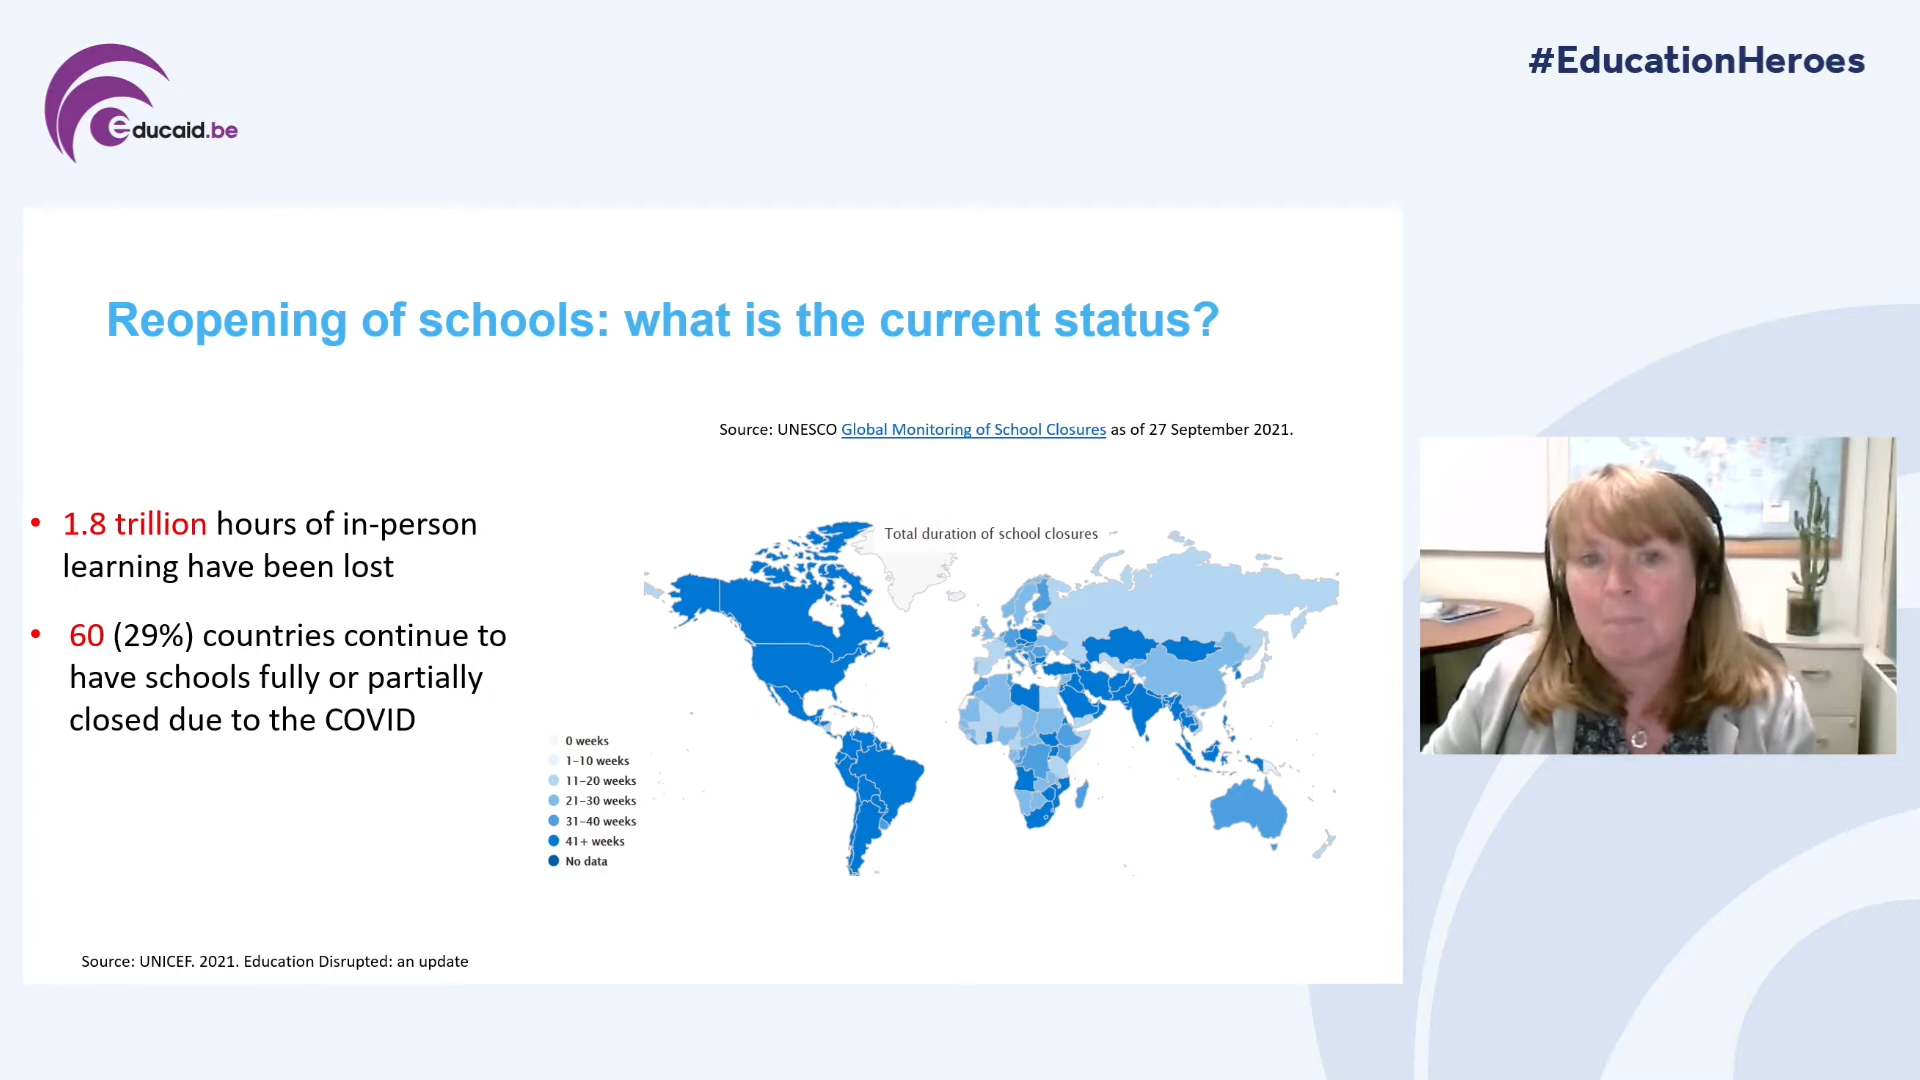 educaid.be
#EducationHeroes
Reopening of schools: what is the current status?
Source: UNESCO Global Monitoring of School Closures as of 27 September 2021.
• 1.8 trillion hours of in-person
learning have been lost
• 60 (29%) countries continue to
have schools fully or partially
closed due to the COVID
Total duration of school closures
0 weeks
1–10 weeks
11–20 weeks
21–30 weeks
31–40 weeks
41+ weeks
No data
Source: UNICEF. 2021. Education Disrupted: an update